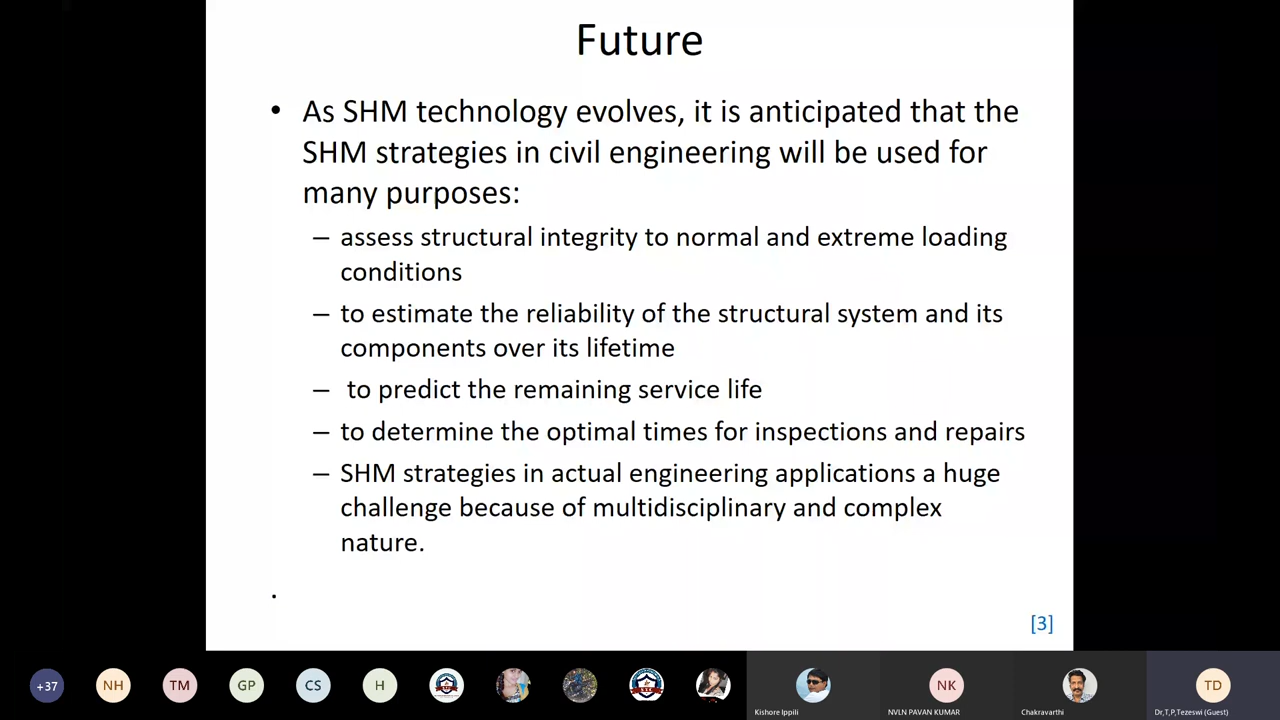 Future
• As SHM technology evolves, it is anticipated that the
SHM strategies in civil engineering will be used for
many purposes:
– assess structural integrity to normal and extreme loading
conditions
– to estimate the reliability of the structural system and its
components over its lifetime
– to predict the remaining service life
– to determine the optimal times for inspections and repairs
– SHM strategies in actual engineering applications a huge
challenge because of multidisciplinary and complex
nature.
.
[3]
+37 NH TM GP CS H NK TD
Kishore Ippili NVLN PAVAN KUMAR Chakravarthi Dr,T,P,Tezeswi (Guest)